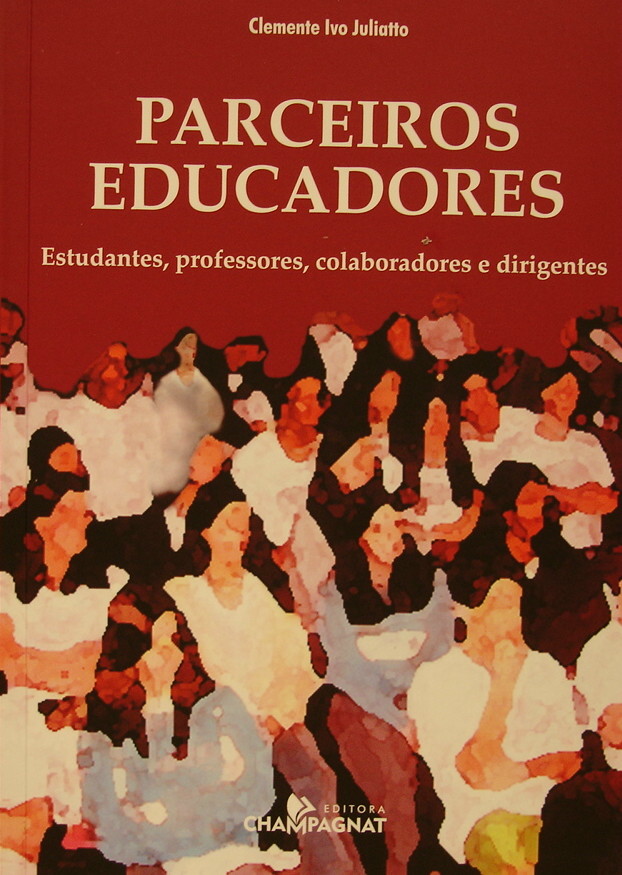 Clemente Ivo Juliatto
PARCEIROS
EDUCADORES
Estudantes, professores, colaboradores e dirigentes
EDITORA
CHAMPAGNAT